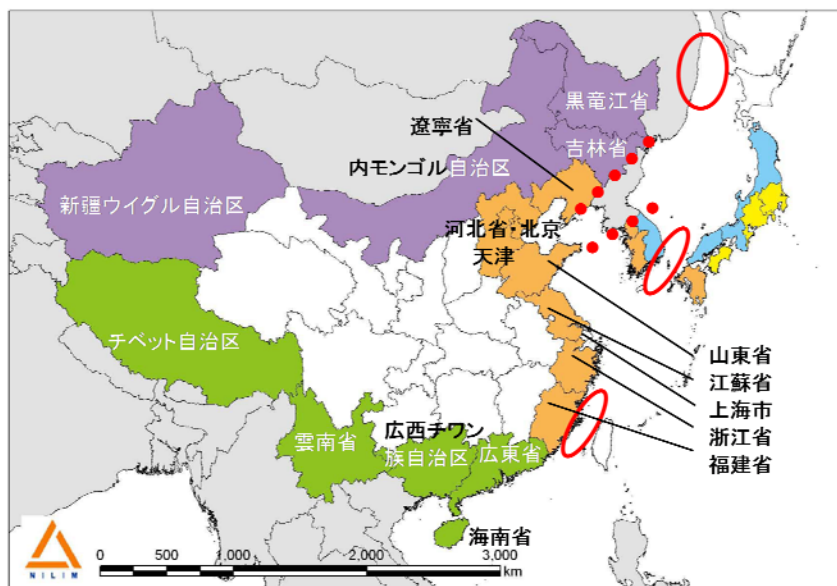 黒竜江省
遼寧省
吉林省
内モンゴル自治区
新疆ウイグル自治区
河北省・北京
天津
チベット自治区
山東省
江蘇省
上海市
浙江省
福建省
広西チワン
族自治区
雲南省
広東省
海南省
NILIM
0 500 1,000 2,000 3,000
km